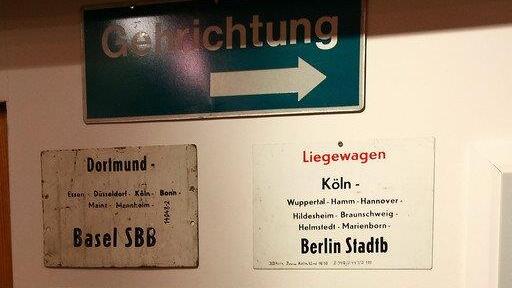 Gehrichtung
Dortmund -
Essen - Düsseldorf - Köln - Bonn -
Mainz - Mannheim -
Basel SBB
Liegewagen
Köln -
Wuppertal - Hamm - Hannover -
Hildesheim - Braunschweig -
Helmstedt - Marienborn -
Berlin Stadtb